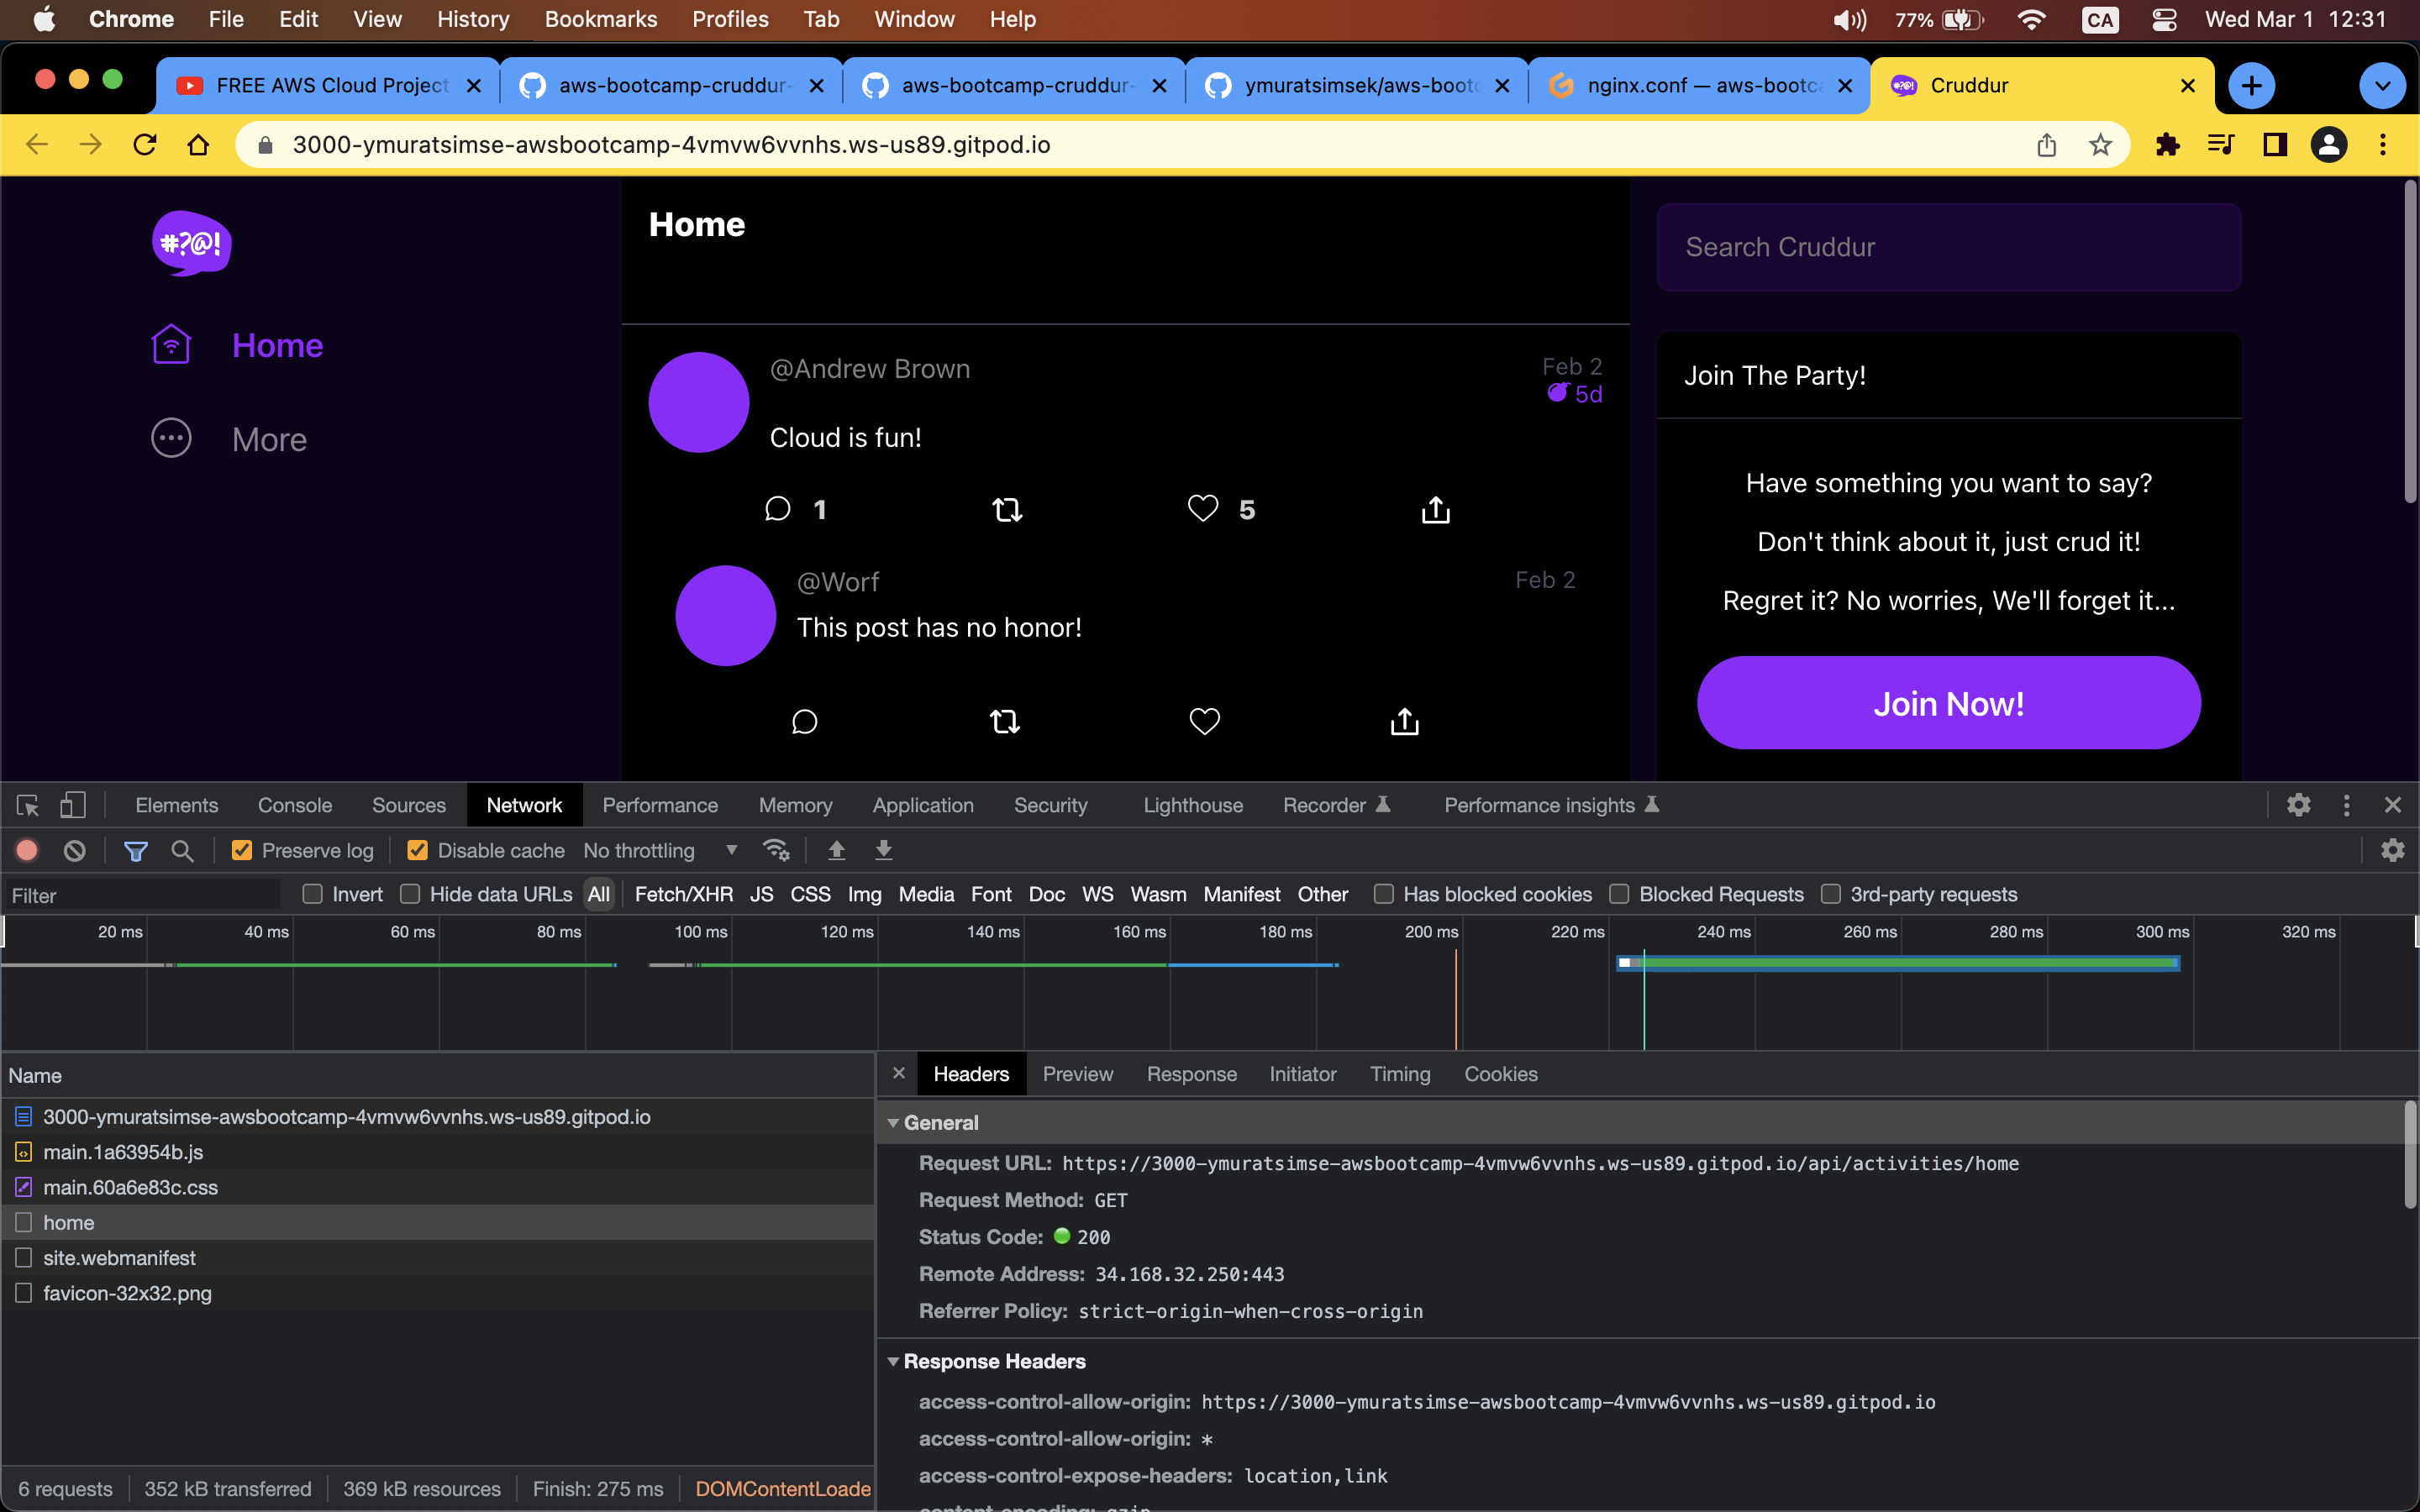 Chrome File Edit View History Bookmarks Profiles Tab Window Help 77% CA Wed Mar 1 12:31
FREE AWS Cloud Project aws-bootcamp-cruddur- aws-bootcamp-cruddur- ymuratsimsek/aws-bootc nginx.conf — aws-bootca Cruddur
3000-ymuratsimse-awsbootcamp-4vmvw6vvnhs.ws-us89.gitpod.io
#?@!
Home
More
Home
@Andrew Brown
Feb 2
5d
Cloud is fun!
1 5
@Worf
Feb 2
This post has no honor!
Search Cruddur
Join The Party!
Have something you want to say?
Don't think about it, just crud it!
Regret it? No worries, We'll forget it...
Join Now!
Elements Console Sources Network Performance Memory Application Security Lighthouse Recorder Performance insights
Preserve log Disable cache No throttling
Filter Invert Hide data URLs All Fetch/XHR JS CSS Img Media Font Doc WS Wasm Manifest Other Has blocked cookies Blocked Requests 3rd-party requests
20 ms 40 ms 60 ms 80 ms 100 ms 120 ms 140 ms 160 ms 180 ms 200 ms 220 ms 240 ms 260 ms 280 ms 300 ms 320 ms
Name
3000-ymuratsimse-awsbootcamp-4vmvw6vvnhs.ws-us89.gitpod.io
main.1a63954b.js
main.60a6e83c.css
home
site.webmanifest
favicon-32x32.png
6 requests 352 kB transferred 369 kB resources Finish: 275 ms DOMContentLoade
Headers Preview Response Initiator Timing Cookies
General
Request URL: https://3000-ymuratsimse-awsbootcamp-4vmvw6vvnhs.ws-us89.gitpod.io/api/activities/home
Request Method: GET
Status Code: 200
Remote Address: 34.168.32.250:443
Referrer Policy: strict-origin-when-cross-origin
Response Headers
access-control-allow-origin: https://3000-ymuratsimse-awsbootcamp-4vmvw6vvnhs.ws-us89.gitpod.io
access-control-allow-origin: *
access-control-expose-headers: location,link
content-encoding: gzip